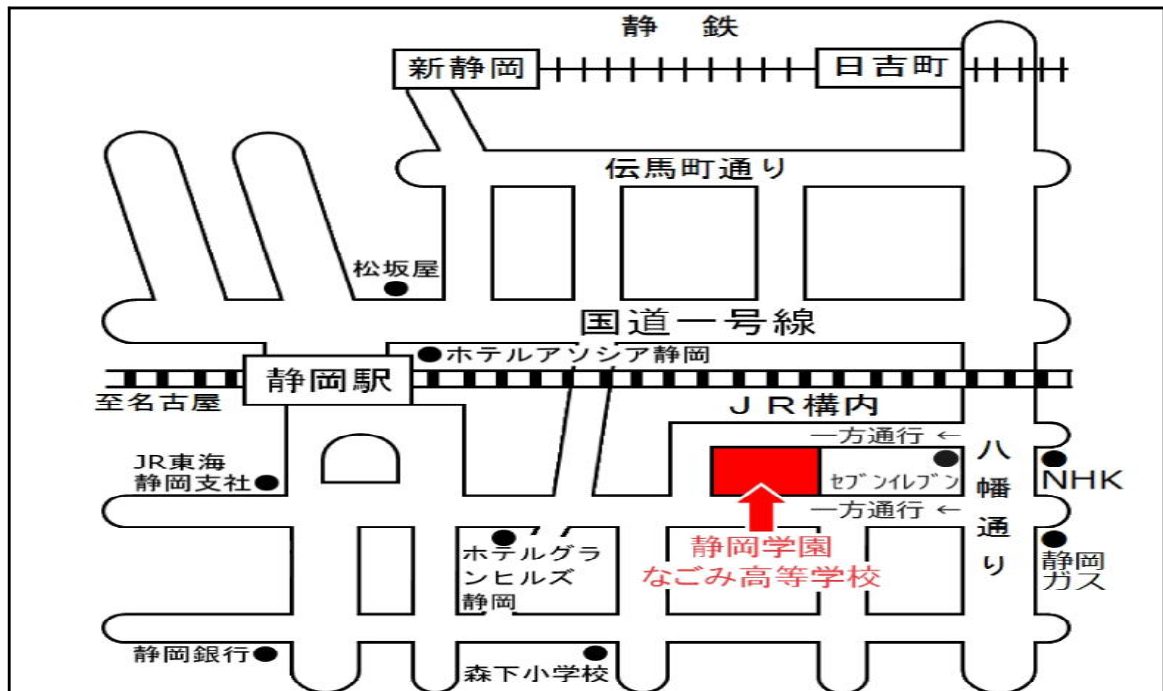 静 鉄
新静岡
日吉町
伝馬町通り
松坂屋
国道一号線
ホテルアソシア静岡
静岡駅
至名古屋
JR構内
一方通行 ←
八幡通り
JR東海
静岡支社
セブンイレブン
NHK
一方通行 ←
静岡学園
なごみ高等学校
ホテルグラ
ンヒルズ
静岡
静岡
ガス
静岡銀行
森下小学校